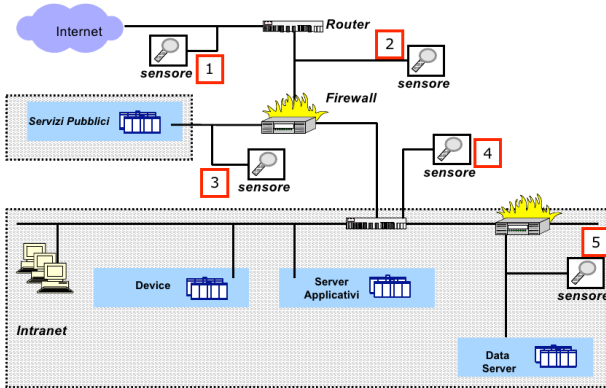 Internet
Router
sensore
1
2
sensore
Firewall
Servizi Pubblici
3
sensore
4
sensore
5
sensore
Device
Server
Applicativi
Intranet
Data
Server